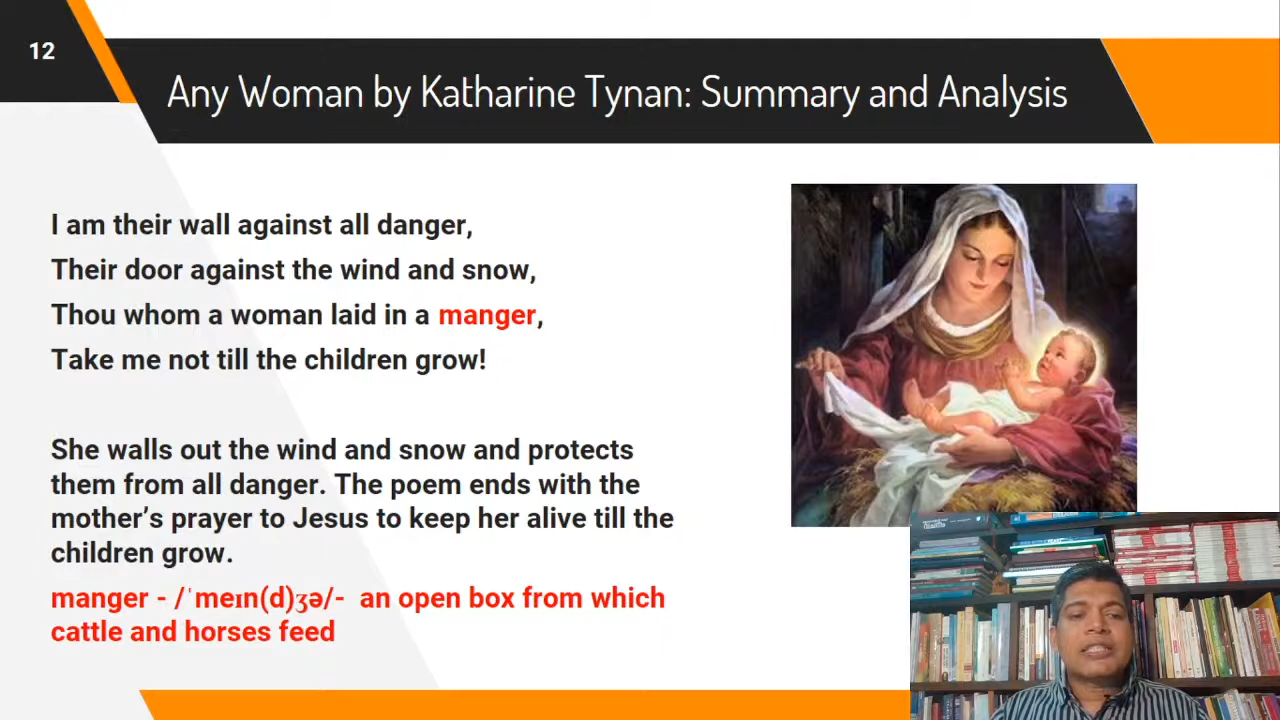 12
Any Woman by Katharine Tynan: Summary and Analysis
I am their wall against all danger,
Their door against the wind and snow,
Thou whom a woman laid in a manger,
Take me not till the children grow!
She walls out the wind and snow and protects
them from all danger. The poem ends with the
mother’s prayer to Jesus to keep her alive till the
children grow.
manger - /ˈmeɪn(d)ʒə/- an open box from which
cattle and horses feed